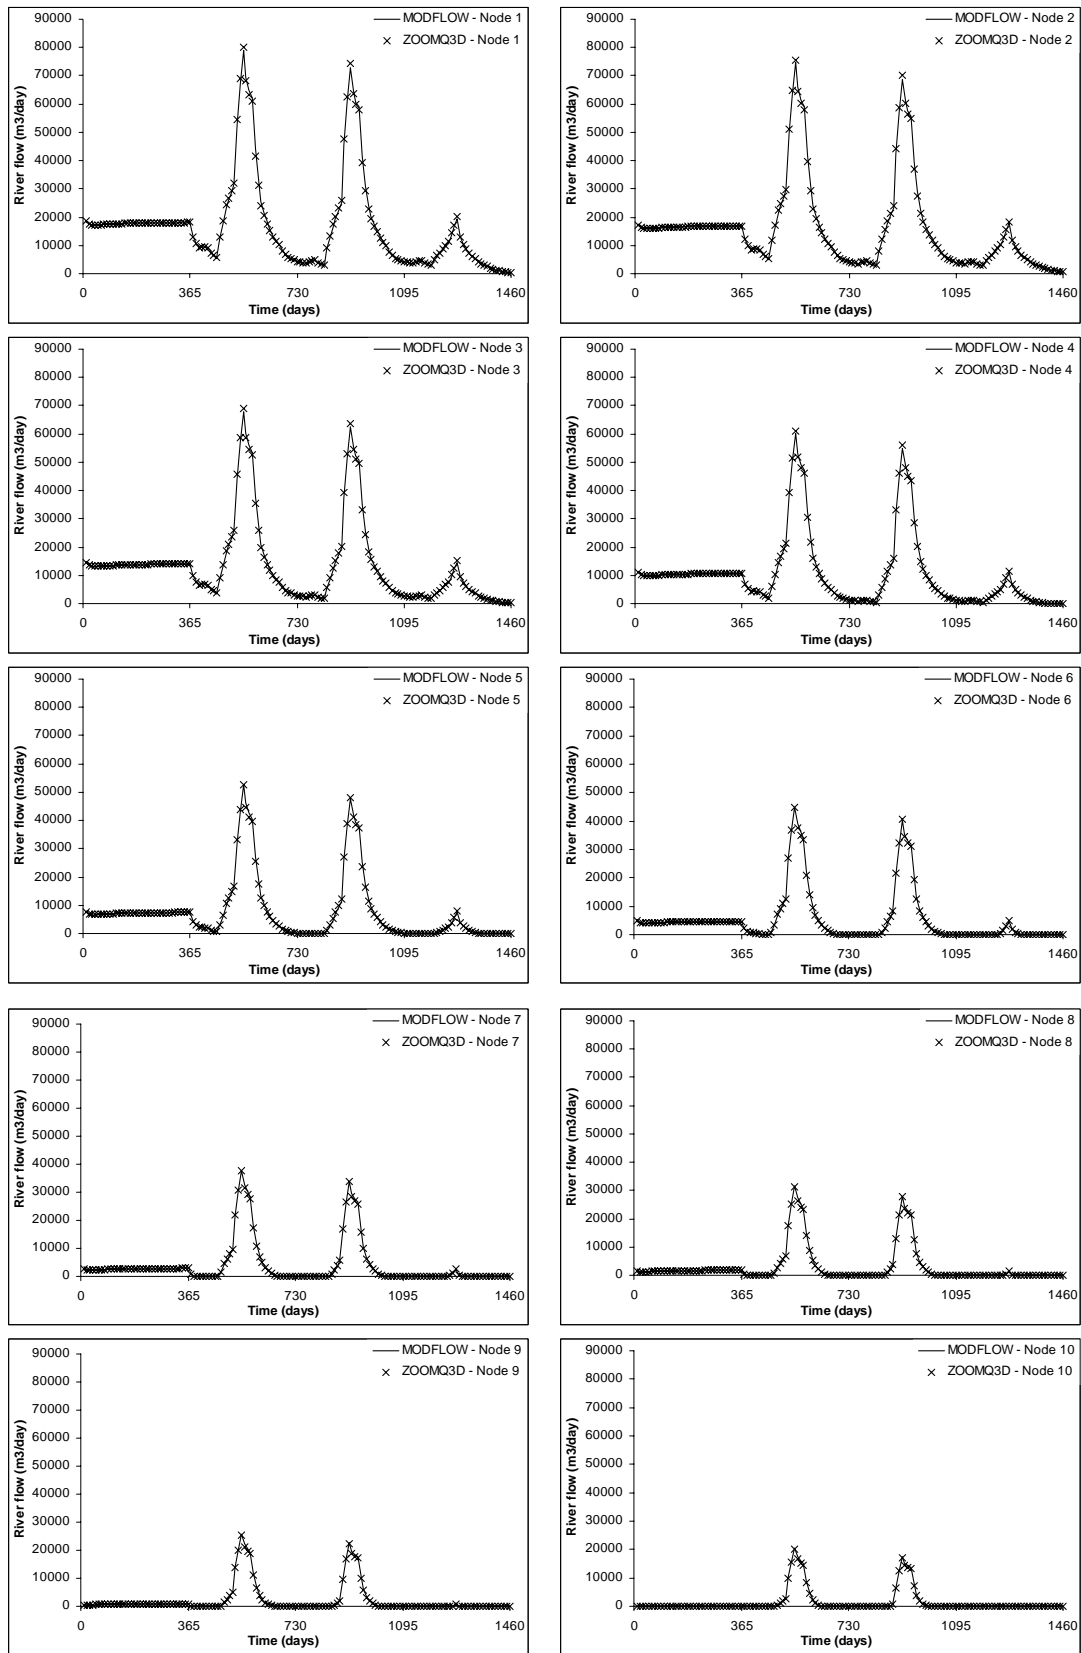 MODFLOW - Node 1
ZOOMQ3D - Node 1
River flow (m3/day)
90000
80000
70000
60000
50000
40000
30000
20000
10000
0
0 365 730 1095 1460
Time (days)
MODFLOW - Node 2
ZOOMQ3D - Node 2
River flow (m3/day)
90000
80000
70000
60000
50000
40000
30000
20000
10000
0
0 365 730 1095 1460
Time (days)
MODFLOW - Node 3
ZOOMQ3D - Node 3
River flow (m3/day)
90000
80000
70000
60000
50000
40000
30000
20000
10000
0
0 365 730 1095 1460
Time (days)
MODFLOW - Node 4
ZOOMQ3D - Node 4
River flow (m3/day)
90000
80000
70000
60000
50000
40000
30000
20000
10000
0
0 365 730 1095 1460
Time (days)
MODFLOW - Node 5
ZOOMQ3D - Node 5
River flow (m3/day)
90000
80000
70000
60000
50000
40000
30000
20000
10000
0
0 365 730 1095 1460
Time (days)
MODFLOW - Node 6
ZOOMQ3D - Node 6
River flow (m3/day)
90000
80000
70000
60000
50000
40000
30000
20000
10000
0
0 365 730 1095 1460
Time (days)
MODFLOW - Node 7
ZOOMQ3D - Node 7
River flow (m3/day)
90000
80000
70000
60000
50000
40000
30000
20000
10000
0
0 365 730 1095 1460
Time (days)
MODFLOW - Node 8
ZOOMQ3D - Node 8
River flow (m3/day)
90000
80000
70000
60000
50000
40000
30000
20000
10000
0
0 365 730 1095 1460
Time (days)
MODFLOW - Node 9
ZOOMQ3D - Node 9
River flow (m3/day)
90000
80000
70000
60000
50000
40000
30000
20000
10000
0
0 365 730 1095 1460
Time (days)
MODFLOW - Node 10
ZOOMQ3D - Node 10
River flow (m3/day)
90000
80000
70000
60000
50000
40000
30000
20000
10000
0
0 365 730 1095 1460
Time (days)